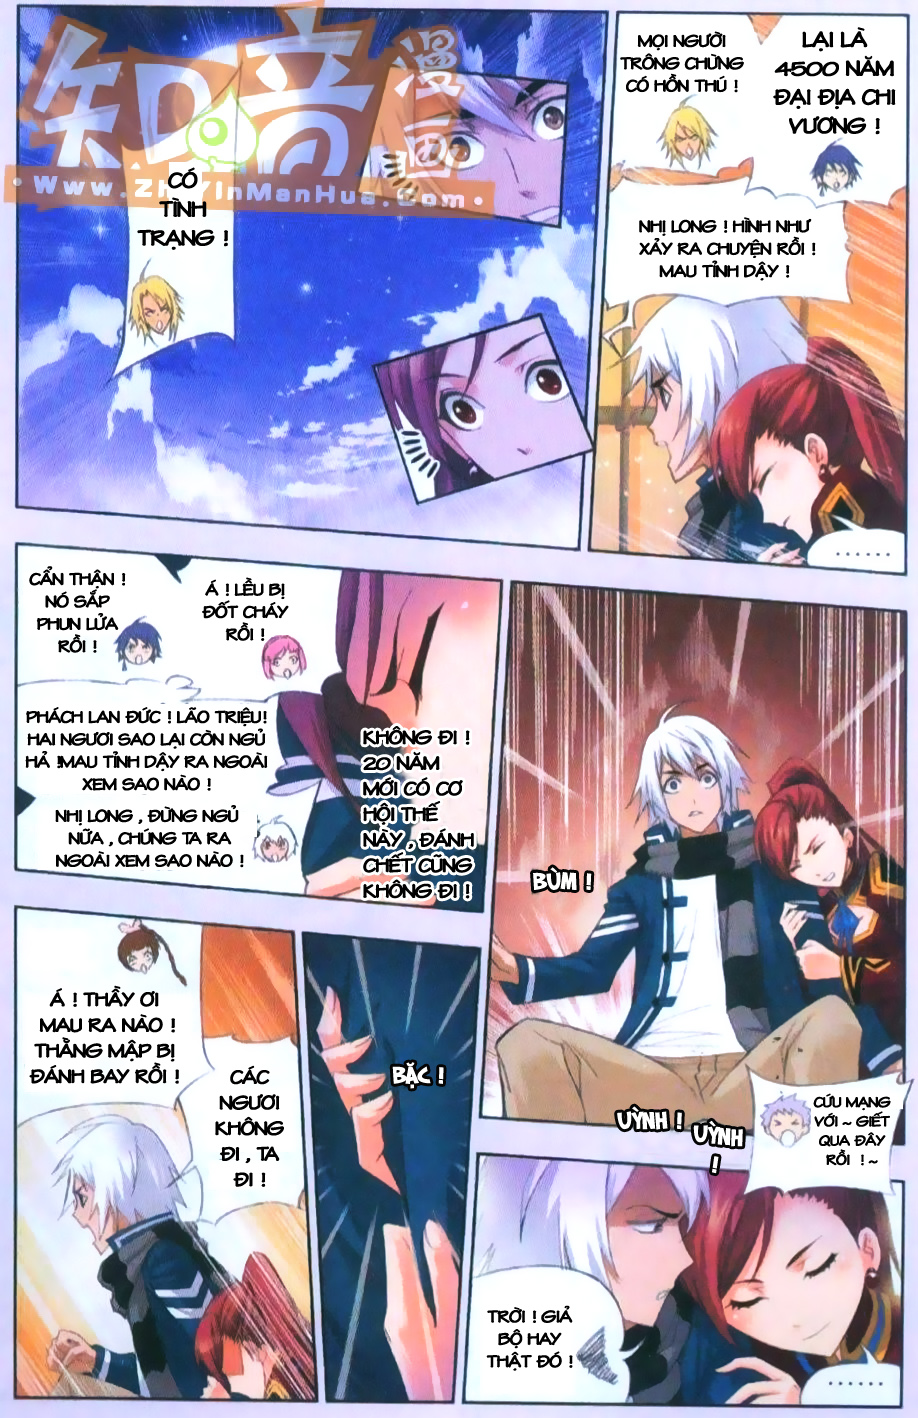 知音
漫画
• www.ZhiYinManHua.Com •
CÓ
TÌNH
TRẠNG !
MỌI NGƯỜI
TRÔNG CHỪNG
CÓ HỒN THÚ !
LẠI LÀ
4500 NĂM
ĐẠI ĐỊA CHI
VƯƠNG !
NHỊ LONG ! HÌNH NHƯ
XẢY RA CHUYỆN RỒI !
MAU TỈNH DẬY !
......
CẨN THẬN !
NÓ SẮP
PHUN LỬA
RỒI !
Á ! LỀU BỊ
ĐỐT CHÁY
RỒI !
PHÁCH LAN ĐỨC ! LÃO TRIỆU!
HAI NGƯƠI SAO LẠI CÒN NGỦ
HẢ !MAU TỈNH DẬY RA NGOÀI
XEM SAO NÀO !
NHỊ LONG , ĐỪNG NGỦ
NỮA , CHÚNG TA RA
NGOÀI XEM SAO NÀO !
KHÔNG ĐI !
20 NĂM
MỚI CÓ CƠ
HỘI THẾ
NÀY , ĐÁNH
CHẾT CŨNG
KHÔNG ĐI !
BÙM !
Á ! THẦY ƠI
MAU RA NÀO !
THẰNG MẬP BỊ
ĐÁNH BAY RỒI !
CÁC
NGƯƠI
KHÔNG
ĐI , TA
ĐI !
BẶC !
UỲNH !
UỲNH
!
CỨU MẠNG
VỚI ~ GIẾT
QUA ĐÂY
RỒI !~
TRỜI ! GIẢ
BỘ HAY
THẬT ĐÓ !
......